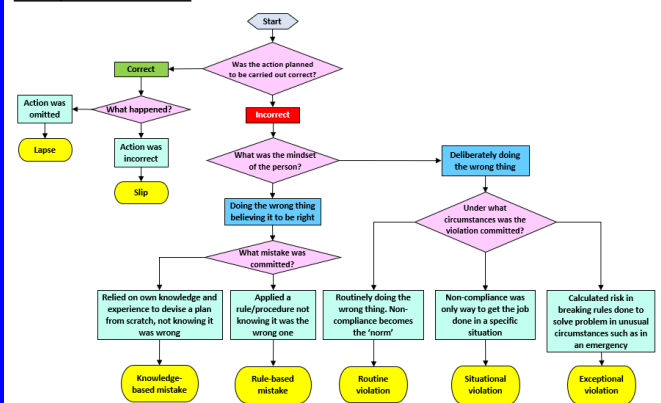 Start
Was the action planned
to be carried out correct?
Correct
Incorrect
What happened?
Action was
omitted
Action was
incorrect
Lapse
Slip
What was the mindset
of the person?
Deliberately doing
the wrong thing
Doing the wrong thing
believing it to be right
Under what
circumstances was the
violation committed?
What mistake was
committed?
Relied on own knowledge and
experience to devise a plan
from scratch, not knowing it
was wrong
Applied a
rule/procedure not
knowing it was the
wrong one
Routinely doing the
wrong thing. Non-
compliance becomes
the ‘norm’
Non-compliance was
only way to get the job
done in a specific
situation
Calculated risk in
breaking rules done to
solve problem in unusual
circumstances such as in
an emergency
Knowledge-
based mistake
Rule-based
mistake
Routine
violation
Situational
violation
Exceptional
violation